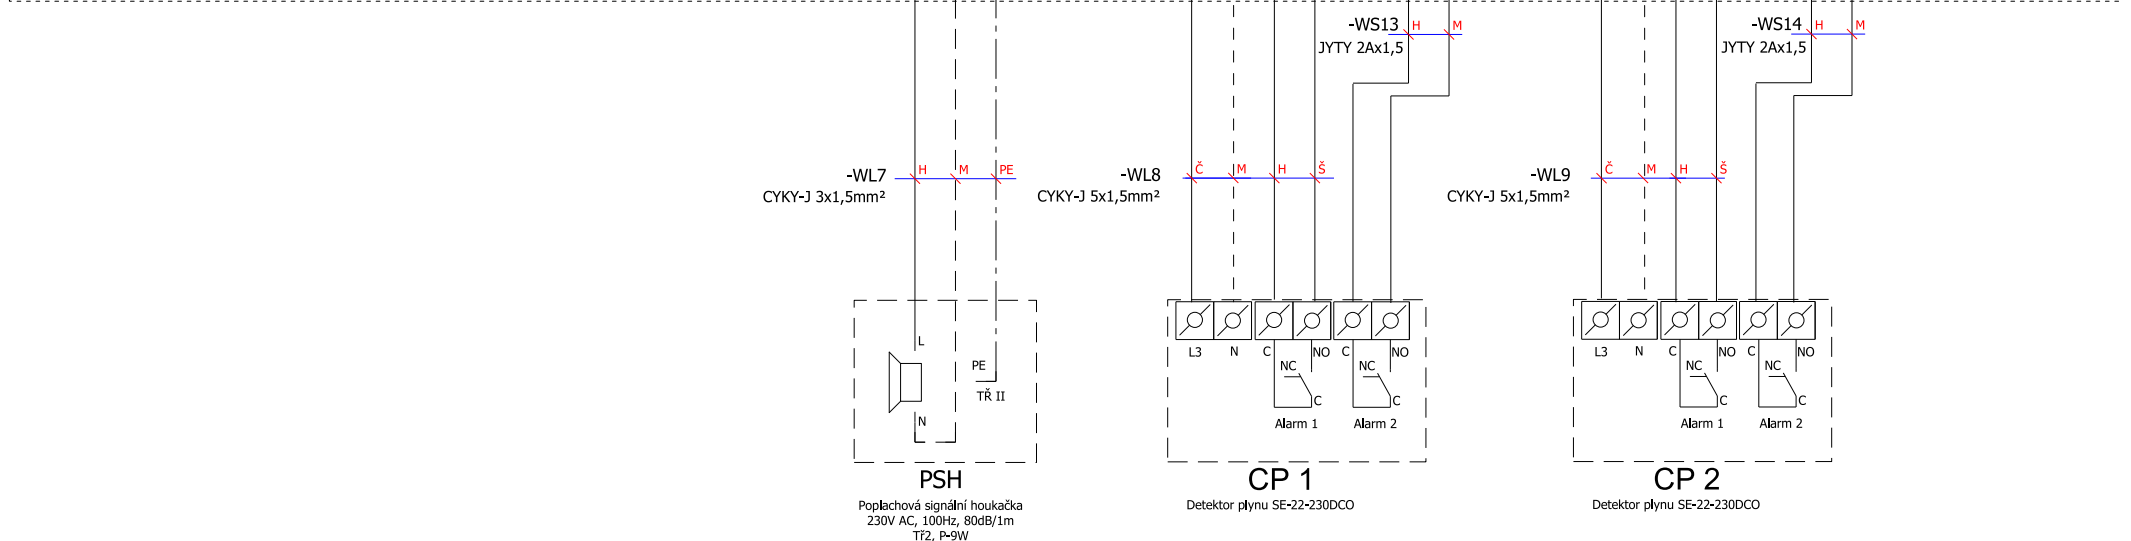 -WS13 H M
JYTY 2Ax1,5
-WS14 H M
JYTY 2Ax1,5
-WL7 H M PE
CYKY-J 3x1,5mm²
-WL8 Č M H Š
CYKY-J 5x1,5mm²
-WL9 Č M H Š
CYKY-J 5x1,5mm²
L
PE
TŘ II
N
PSH
Poplachová signální houkačka
230V AC, 100Hz, 80dB/1m
Tř2, P-9W
L3 N C NO C NO
NC NC
C C
Alarm 1 Alarm 2
CP 1
Detektor plynu SE-22-230DCO
L3 N C NO C NO
NC NC
C C
Alarm 1 Alarm 2
CP 2
Detektor plynu SE-22-230DCO